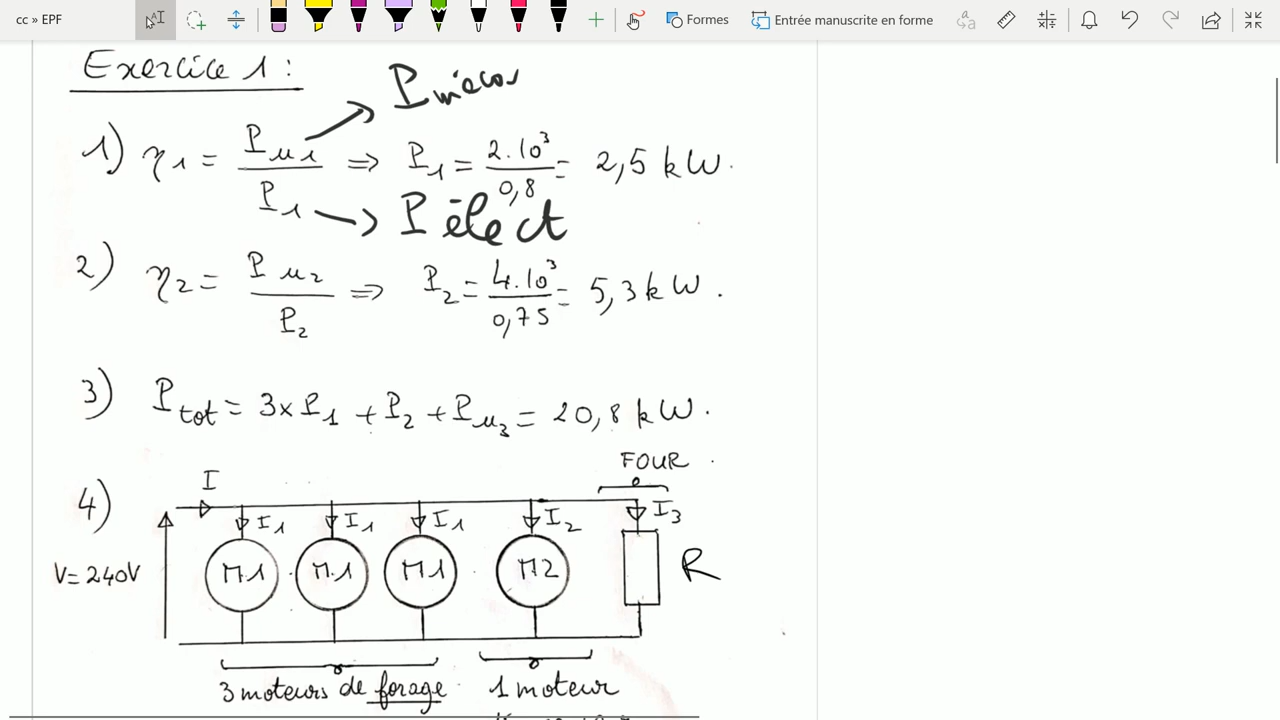 cc » EPF
Formes
Entrée manuscrite en forme
Exercice 1 :
P mécas
1) η1 = Pu1 / P1 ⇒ P1 = 2.10³ / 0,8 = 2,5 kW.
P élect
2) η2 = Pu2 / P2 ⇒ P2 = 4.10³ / 0,75 = 5,3 kW.
3) Ptot = 3×P1 + P2 + Pu3 = 20,8 kW.
FOUR
4) I
I1 I1 I1 I2 I3
V=240V M1 M1 M1 M2 R
3 moteurs de forage 1 moteur